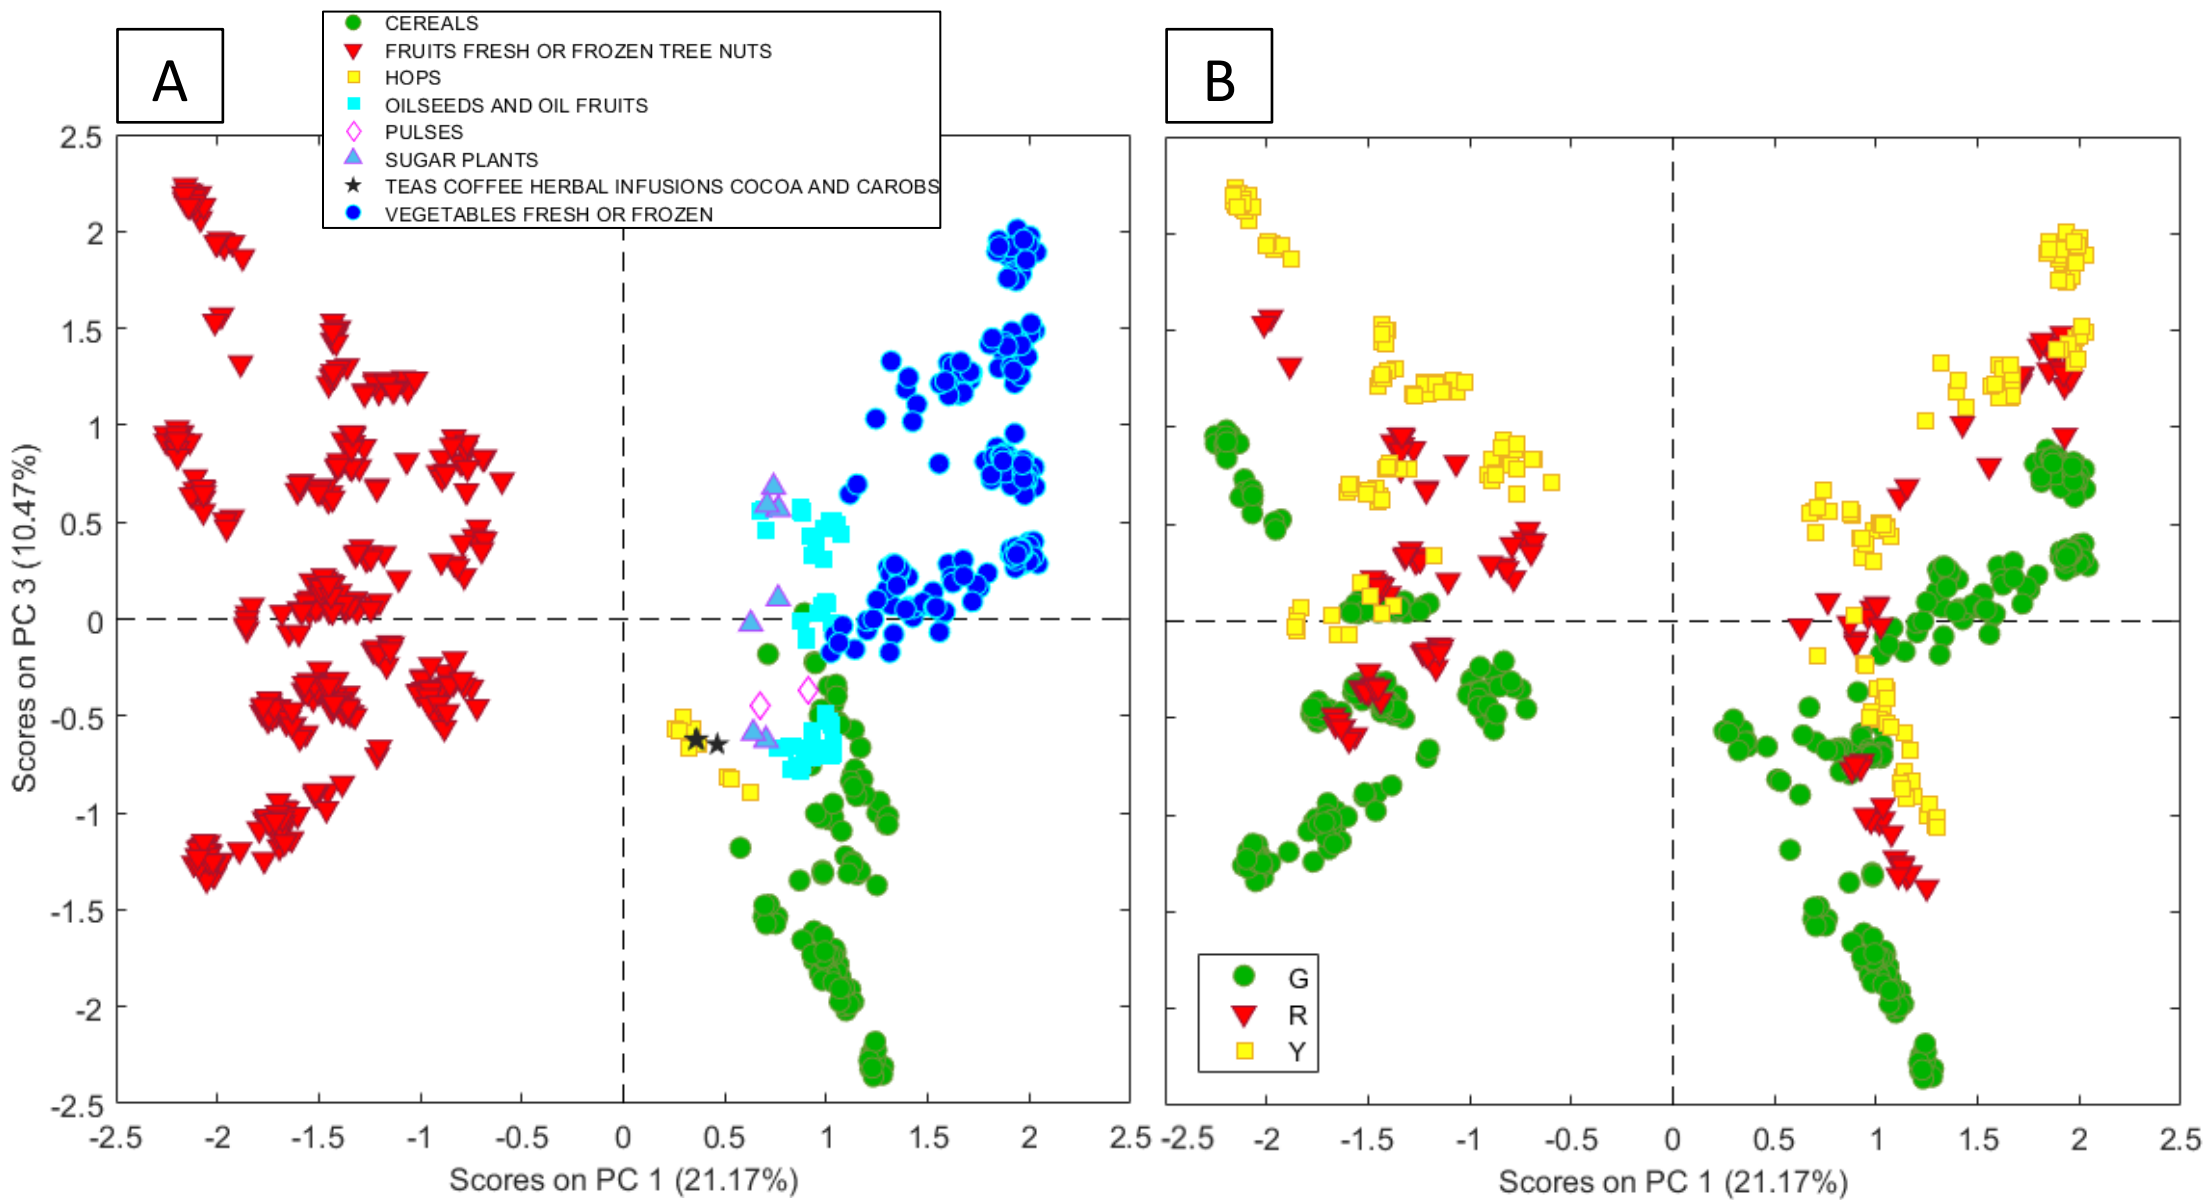 A
CEREALS
FRUITS FRESH OR FROZEN TREE NUTS
HOPS
OILSEEDS AND OIL FRUITS
PULSES
SUGAR PLANTS
TEAS COFFEE HERBAL INFUSIONS COCOA AND CAROBS
VEGETABLES FRESH OR FROZEN
2.5
2
1.5
1
0.5
0
-0.5
-1
-1.5
-2
-2.5
Scores on PC 3 (10.47%)
-2.5 -2 -1.5 -1 -0.5 0 0.5 1 1.5 2 2.5
Scores on PC 1 (21.17%)
B
G
R
Y
-2.5 -2 -1.5 -1 -0.5 0 0.5 1 1.5 2 2.5
Scores on PC 1 (21.17%)